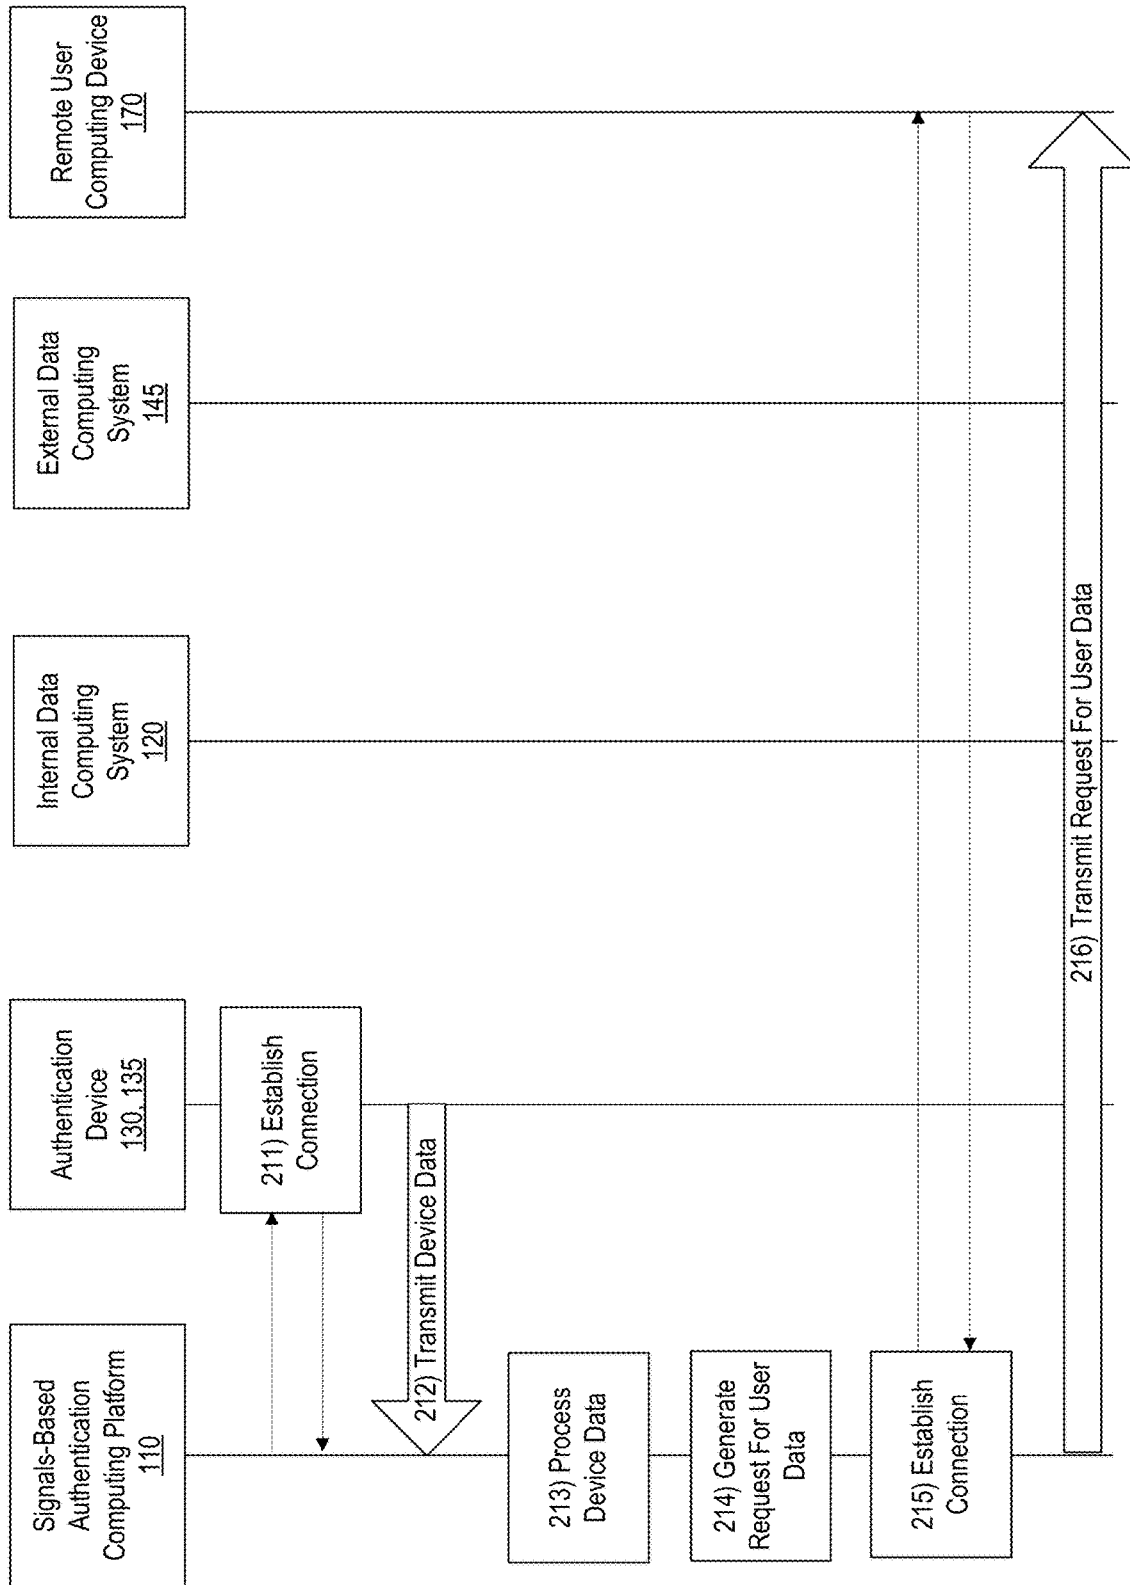 Signals-Based
Authentication
Computing Platform
110
Authentication
Device
130, 135
Internal Data
Computing
System
120
External Data
Computing
System
145
Remote User
Computing Device
170
211) Establish
Connection
212) Transmit Device Data
213) Process
Device Data
214) Generate
Request For User
Data
215) Establish
Connection
216) Transmit Request For User Data